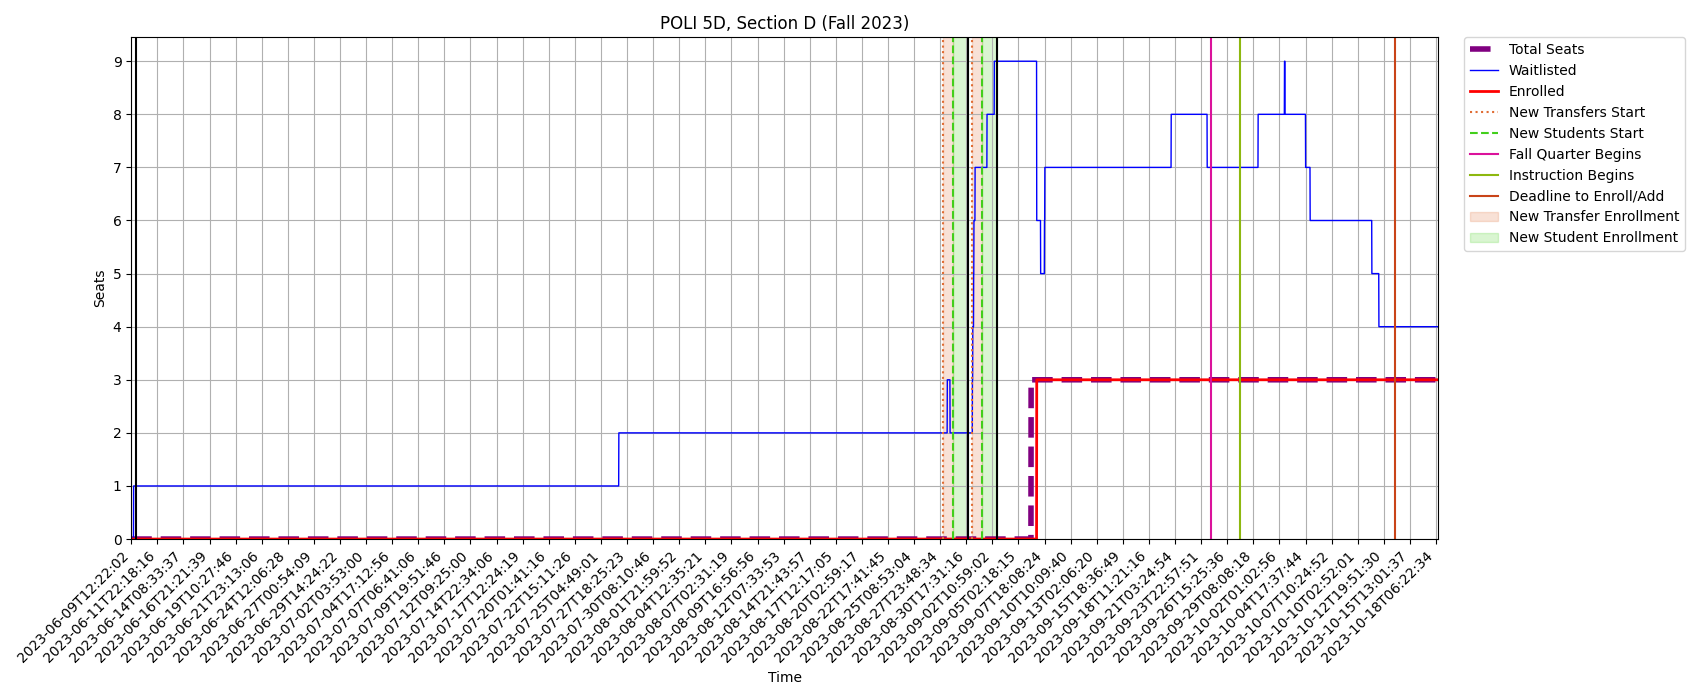 POLI 5D, Section D (Fall 2023)
Seats
9
8
7
6
5
4
3
2
1
0
2023-06-09T12:22:02
2023-06-11T22:18:16
2023-06-14T08:33:37
2023-06-16T21:21:39
2023-06-19T10:27:46
2023-06-21T23:13:06
2023-06-24T12:06:28
2023-06-27T00:54:09
2023-06-29T14:24:22
2023-07-02T03:53:00
2023-07-04T17:12:56
2023-07-07T06:41:06
2023-07-09T19:51:46
2023-07-12T09:25:00
2023-07-14T22:34:06
2023-07-17T12:24:19
2023-07-20T01:41:16
2023-07-22T15:11:26
2023-07-25T04:49:01
2023-07-27T18:25:23
2023-07-30T08:10:46
2023-08-01T21:59:52
2023-08-04T12:35:21
2023-08-07T02:31:19
2023-08-09T16:56:56
2023-08-12T07:33:53
2023-08-14T21:43:57
2023-08-17T12:17:05
2023-08-20T02:59:17
2023-08-22T17:41:45
2023-08-25T08:53:04
2023-08-27T23:48:34
2023-08-30T17:31:16
2023-09-02T10:59:02
2023-09-05T02:18:15
2023-09-07T18:08:24
2023-09-10T10:09:40
2023-09-13T02:06:20
2023-09-15T18:36:49
2023-09-18T11:21:16
2023-09-21T03:24:54
2023-09-23T22:57:51
2023-09-26T15:25:36
2023-09-29T08:08:18
2023-10-02T01:02:56
2023-10-04T17:37:44
2023-10-07T10:24:52
2023-10-10T02:52:01
2023-10-12T19:51:30
2023-10-15T13:01:37
2023-10-18T06:22:34
Time
Total Seats
Waitlisted
Enrolled
New Transfers Start
New Students Start
Fall Quarter Begins
Instruction Begins
Deadline to Enroll/Add
New Transfer Enrollment
New Student Enrollment